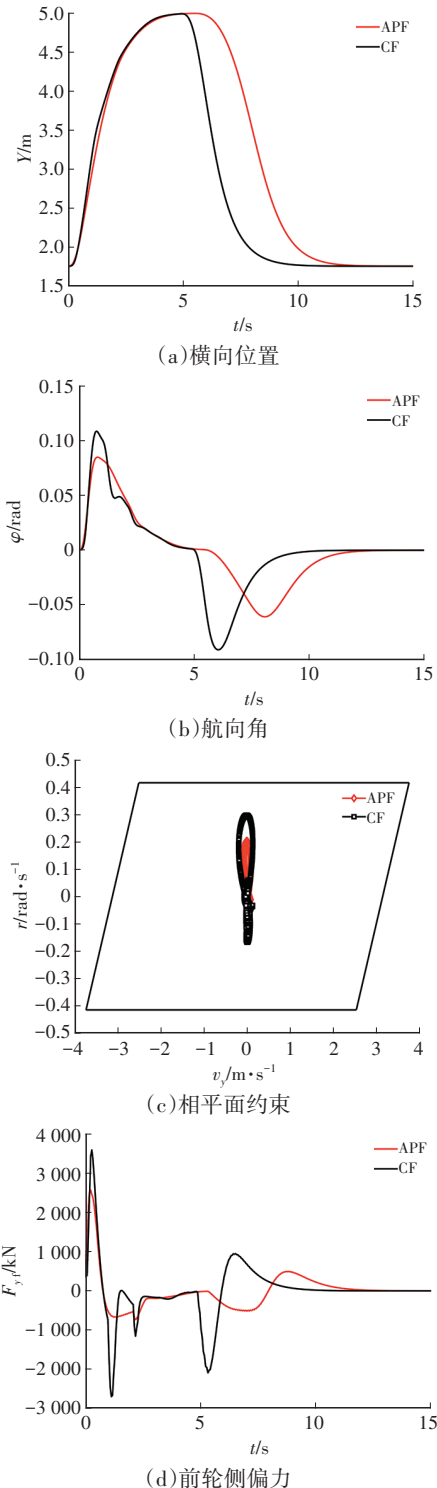 5.0
4.5
4.0
3.5
3.0
2.5
2.0
1.5
Y/m
APF
CF
0 5 10 15
t/s
(a)横向位置
0.15
0.10
0.05
0
−0.05
−0.10
φ/rad
APF
CF
0 5 10 15
t/s
(b)航向角
0.5
0.4
0.3
0.2
0.1
0
−0.1
−0.2
−0.3
−0.4
−0.5
r/rad·s⁻¹
APF
CF
−4 −3 −2 −1 0 1 2 3 4
v_y/m·s⁻¹
(c)相平面约束
4 000
3 000
2 000
1 000
0
−1 000
−2 000
−3 000
F_yf/kN
APF
CF
0 5 10 15
t/s
(d)前轮侧偏力